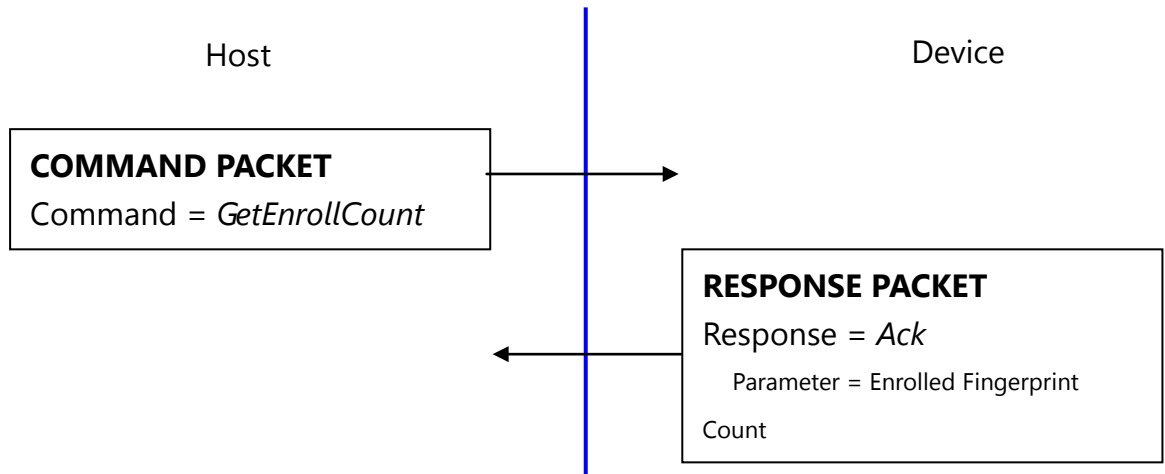 Host
Device
COMMAND PACKET
Command = GetEnrollCount
RESPONSE PACKET
Response = Ack
Parameter = Enrolled Fingerprint
Count